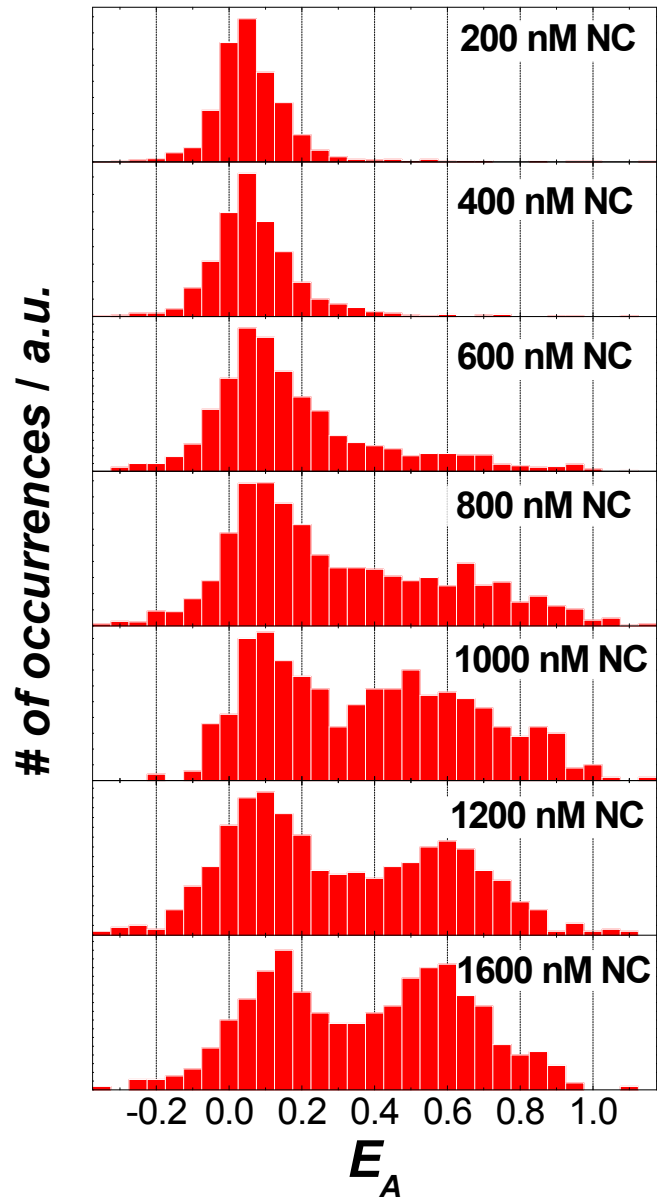 200 nM NC
400 nM NC
600 nM NC
800 nM NC
1000 nM NC
1200 nM NC
1600 nM NC
# of occurrences / a.u.
-0.2 0.0 0.2 0.4 0.6 0.8 1.0
E_A